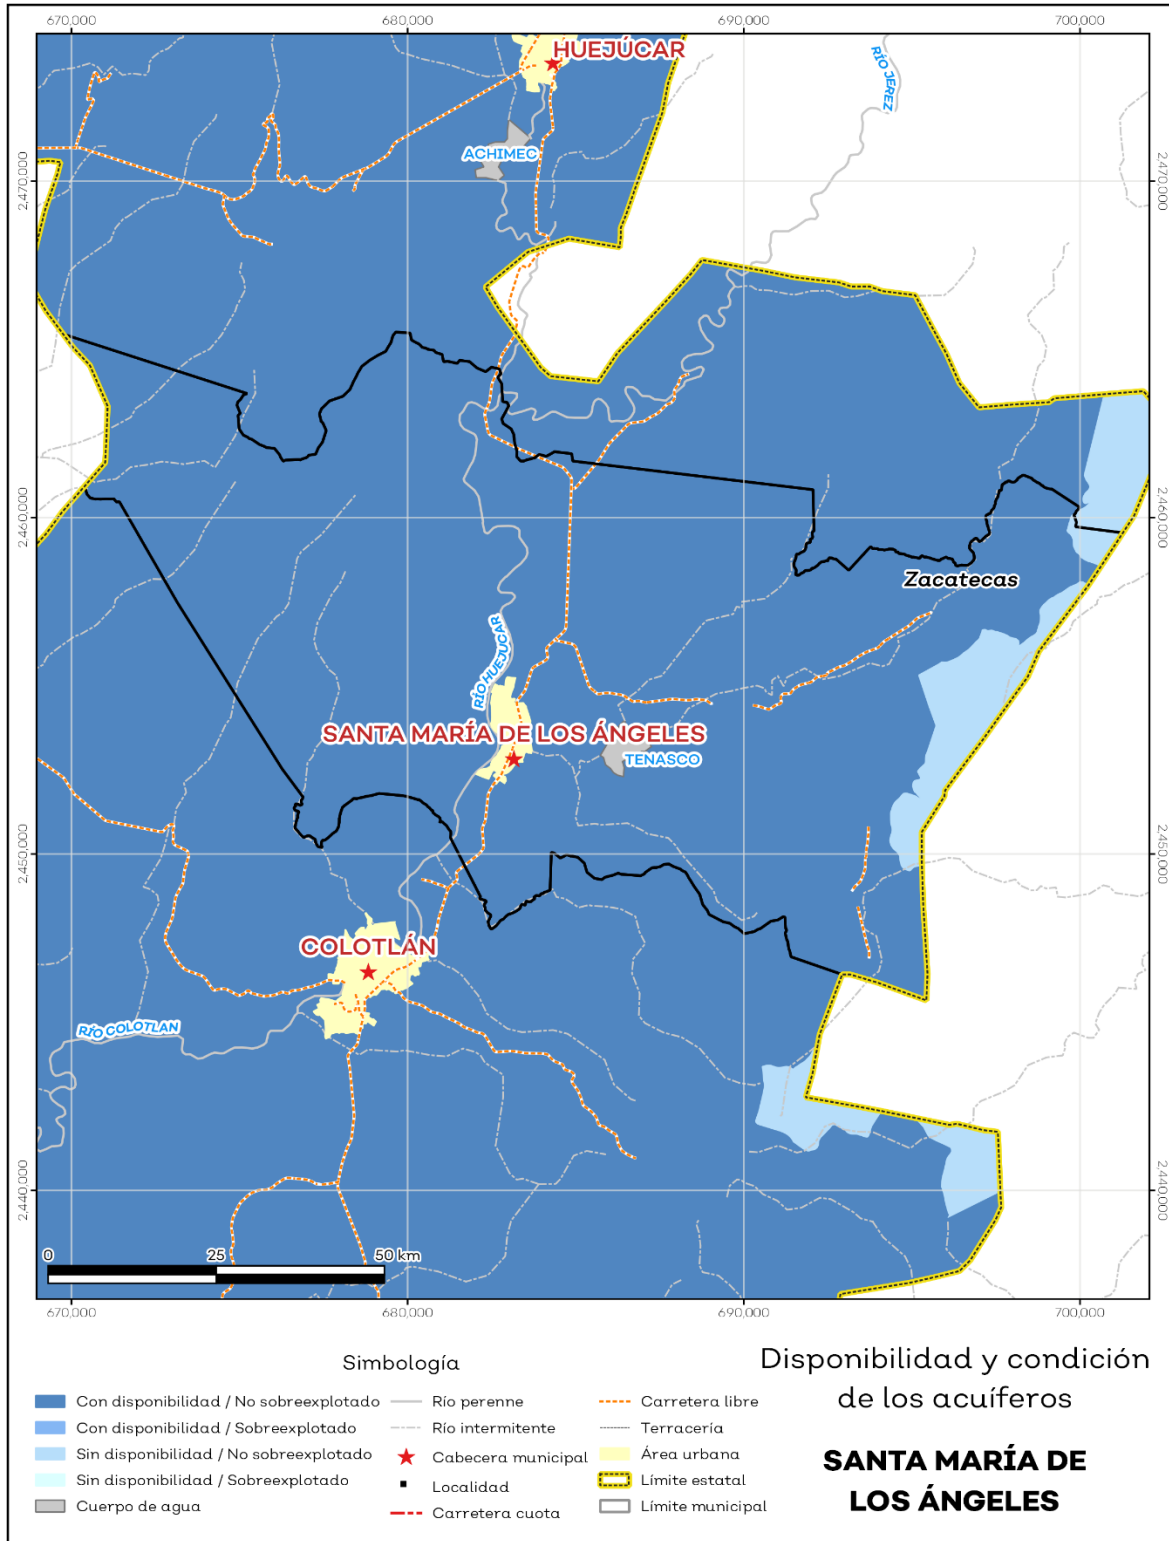 670,000
680,000
690,000
700,000
HUEJÚCAR
RÍO JEREZ
ACHIMEC
2,470,000
2,470,000
2,460,000
2,460,000
Zacatecas
RÍO HUEJUCAR
SANTA MARÍA DE LOS ÁNGELES
TENASCO
2,450,000
2,450,000
COLOTLÁN
RÍO COLOTLAN
2,440,000
2,440,000
0
25
50 km
670,000
680,000
690,000
700,000
Simbología
Con disponibilidad / No sobreexplotado
Con disponibilidad / Sobreexplotado
Sin disponibilidad / No sobreexplotado
Sin disponibilidad / Sobreexplotado
Cuerpo de agua
Río perenne
Río intermitente
Cabecera municipal
Localidad
Carretera cuota
Carretera libre
Terracería
Área urbana
Límite estatal
Límite municipal
Disponibilidad y condición
de los acuíferos
SANTA MARÍA DE
LOS ÁNGELES